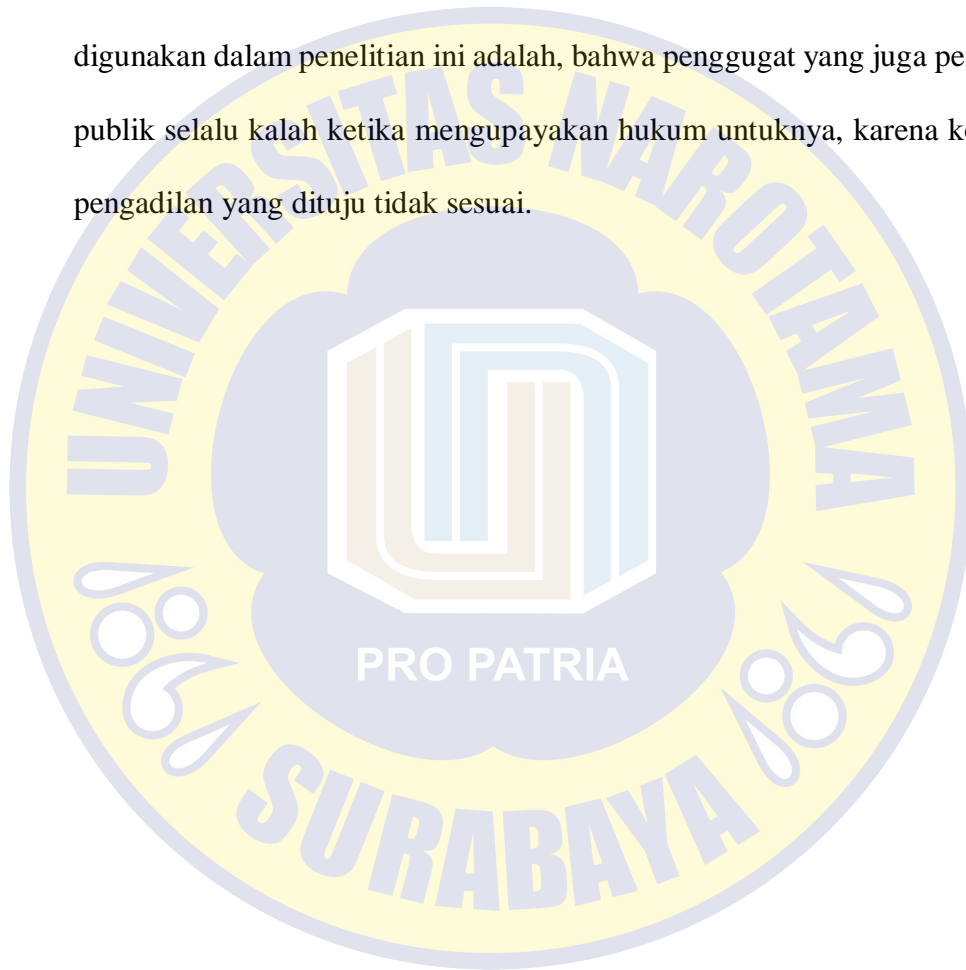 digunakan dalam penelitian ini adalah, bahwa penggugat yang juga pe
publik selalu kalah ketika mengupayakan hukum untuknya, karena ko
pengadilan yang dituju tidak sesuai.
UNIVERSITAS NAROTAMA
PRO PATRIA
SURABAYA